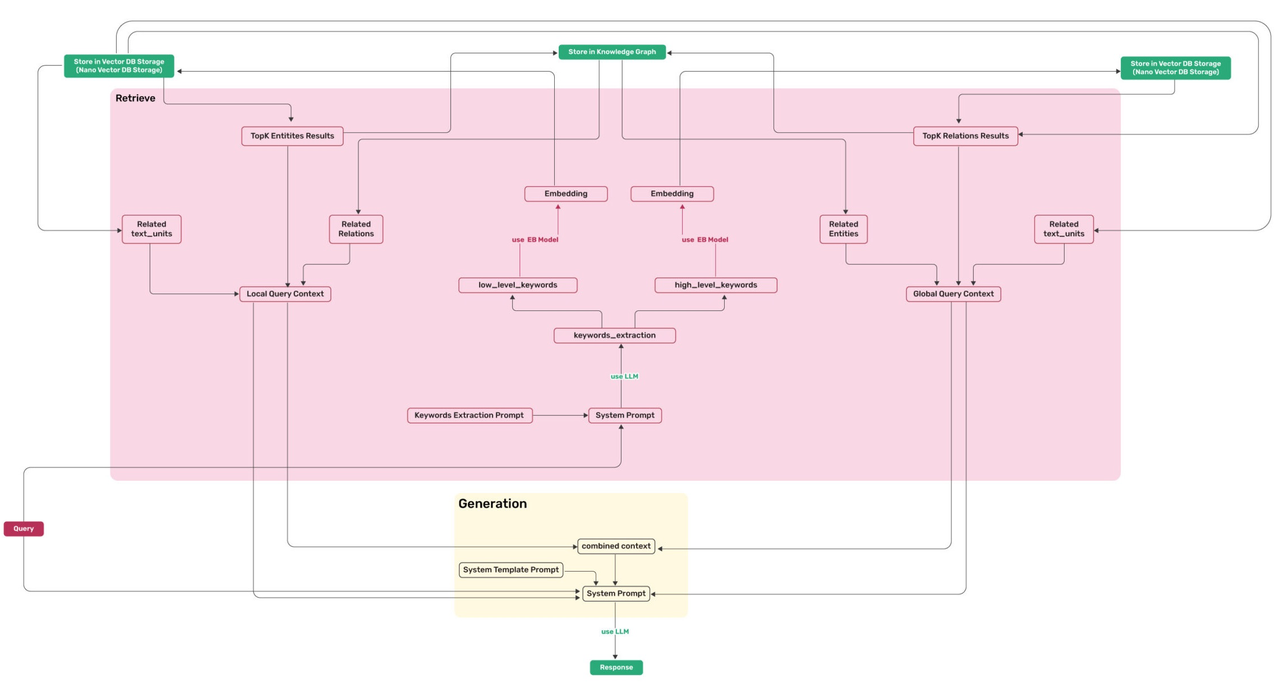 Store in Vector DB Storage
(Nano Vector DB Storage)
Store in Knowledge Graph
Store in Vector DB Storage
(Nano Vector DB Storage)
Retrieve
TopK Entitites Results
TopK Relations Results
Embedding
Embedding
Related
text_units
Related
Relations
Related
Entities
Related
text_units
use EB Model
use EB Model
low_level_keywords
high_level_keywords
Local Query Context
Global Query Context
keywords_extraction
use LLM
Keywords Extraction Prompt
System Prompt
Generation
Query
combined context
System Template Prompt
System Prompt
use LLM
Response